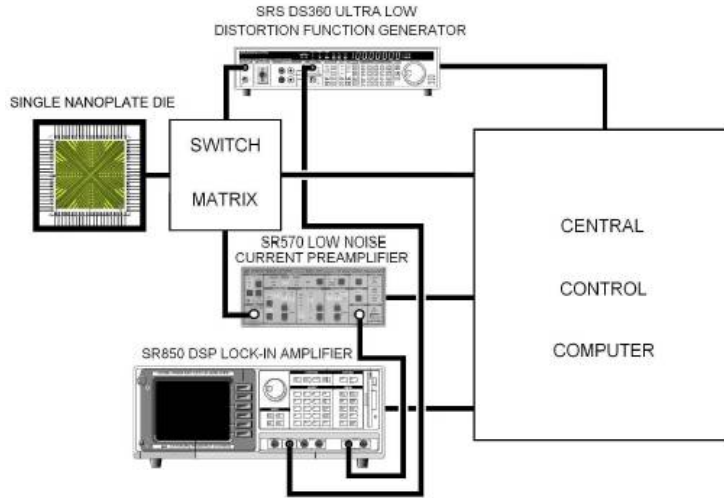 SRS DS360 ULTRA LOW
DISTORTION FUNCTION GENERATOR
SINGLE NANOPLATE DIE
SWITCH
MATRIX
SR570 LOW NOISE
CURRENT PREAMPLIFIER
CENTRAL
CONTROL
COMPUTER
SR850 DSP LOCK-IN AMPLIFIER